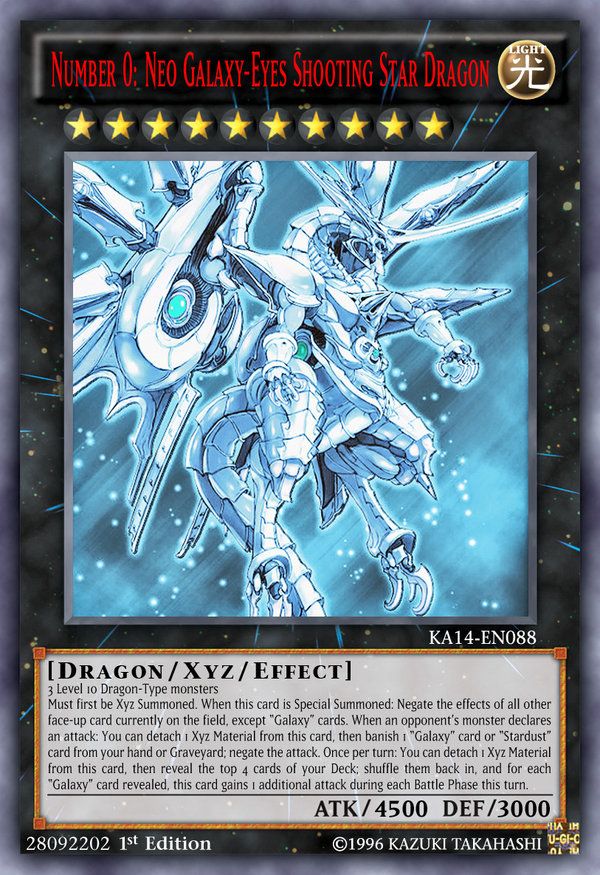 Number 0: Neo Galaxy-Eyes Shooting Star Dragon
LIGHT
光
KA14-EN088
[Dragon/Xyz/Effect]
3 Level 10 Dragon-Type monsters
Must first be Xyz Summoned. When this card is Special Summoned: Negate the effects of all other
face-up card currently on the field, except "Galaxy" cards. When an opponent's monster declares
an attack: You can detach 1 Xyz Material from this card, then banish 1 "Galaxy" card or "Stardust"
card from your hand or Graveyard; negate the attack. Once per turn: You can detach 1 Xyz Material
from this card, then reveal the top 4 cards of your Deck; shuffle them back in, and for each
"Galaxy" card revealed, this card gains 1 additional attack during each Battle Phase this turn.
ATK/4500 DEF/3000
28092202 1st Edition
©1996 KAZUKI TAKAHASHI